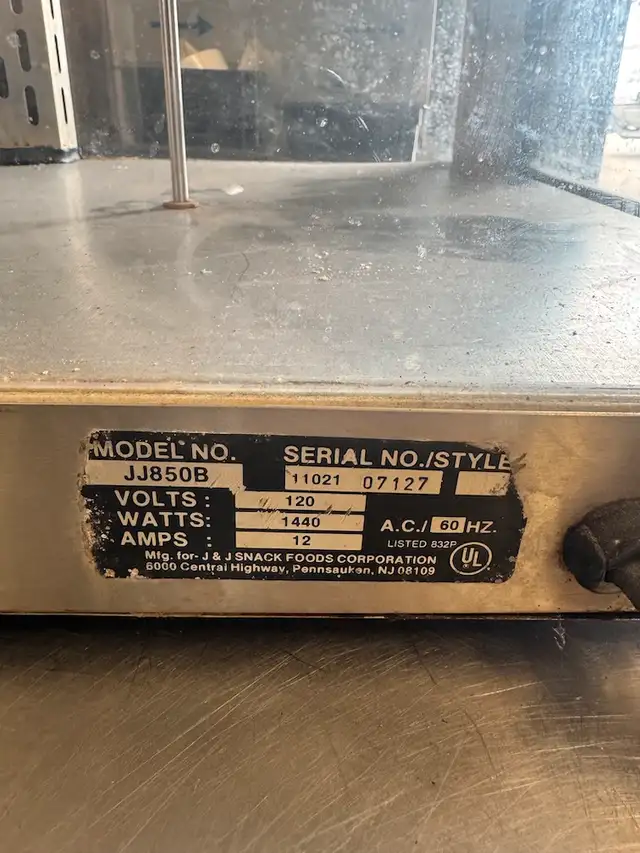 MODEL NO. SERIAL NO./STYLE
JJ850B 11021 07127
VOLTS : 120
WATTS: 1440 A.C./ 60 HZ.
AMPS : 12 LISTED 832P UL
Mfg. for- J & J SNACK FOODS CORPORATION
6000 Central Highway, Pennsauken, NJ 08109